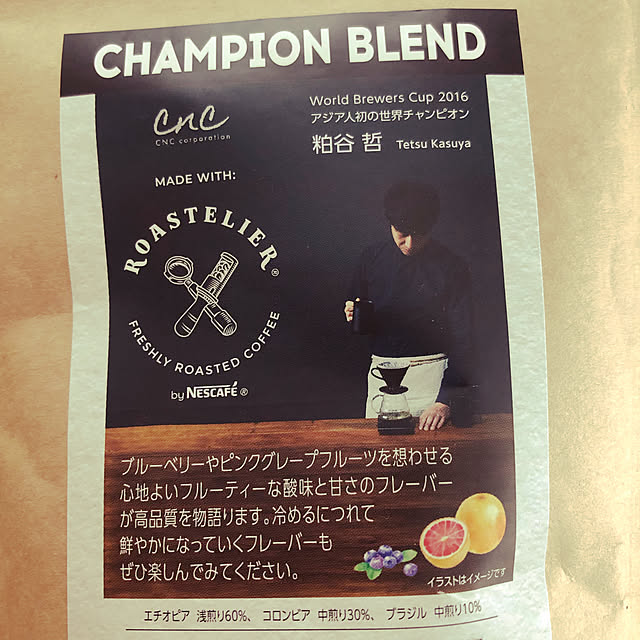 CHAMPION BLEND
cnc
CNC corporation
World Brewers Cup 2016
アジア人初の世界チャンピオン
粕谷 哲 Tetsu Kasuya
MADE WITH:
ROASTELIER®
FRESHLY ROASTED COFFEE
by NESCAFÉ®
ブルーベリーやピンクグレープフルーツを想わせる
心地よいフルーティーな酸味と甘さのフレーバー
が高品質を物語ります。冷めるにつれて
鮮やかになっていくフレーバーも
ぜひ楽しんでみてください。
イラストはイメージです
エチオピア 浅煎り60%、 コロンビア 中煎り30%、 ブラジル 中煎り10%